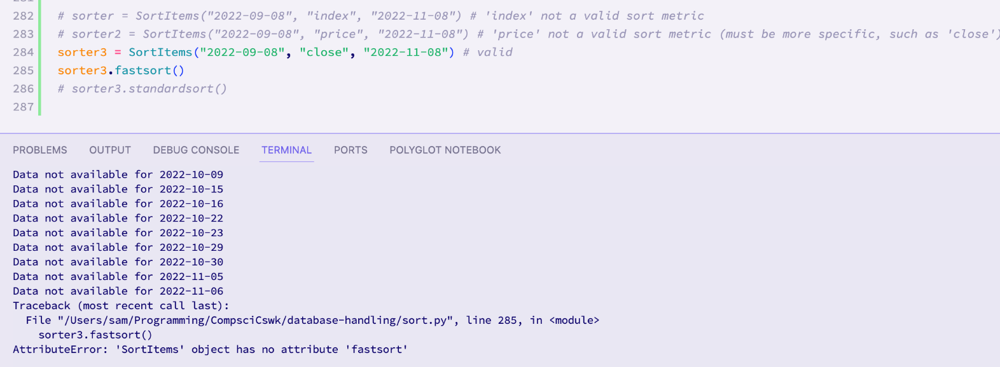 281
282 # sorter = SortItems("2022-09-08", "index", "2022-11-08") # 'index' not a valid sort metric
283 # sorter2 = SortItems("2022-09-08", "price", "2022-11-08") # 'price' not a valid sort metric (must be more specific, such as 'close')
284 sorter3 = SortItems("2022-09-08", "close", "2022-11-08") # valid
285 sorter3.fastsort()
286 # sorter3.standardsort()
287
PROBLEMS OUTPUT DEBUG CONSOLE TERMINAL PORTS POLYGLOT NOTEBOOK
Data not available for 2022-10-09
Data not available for 2022-10-15
Data not available for 2022-10-16
Data not available for 2022-10-22
Data not available for 2022-10-23
Data not available for 2022-10-29
Data not available for 2022-10-30
Data not available for 2022-11-05
Data not available for 2022-11-06
Traceback (most recent call last):
File "/Users/sam/Programming/CompsciCswk/database-handling/sort.py", line 285, in <module>
sorter3.fastsort()
AttributeError: 'SortItems' object has no attribute 'fastsort'